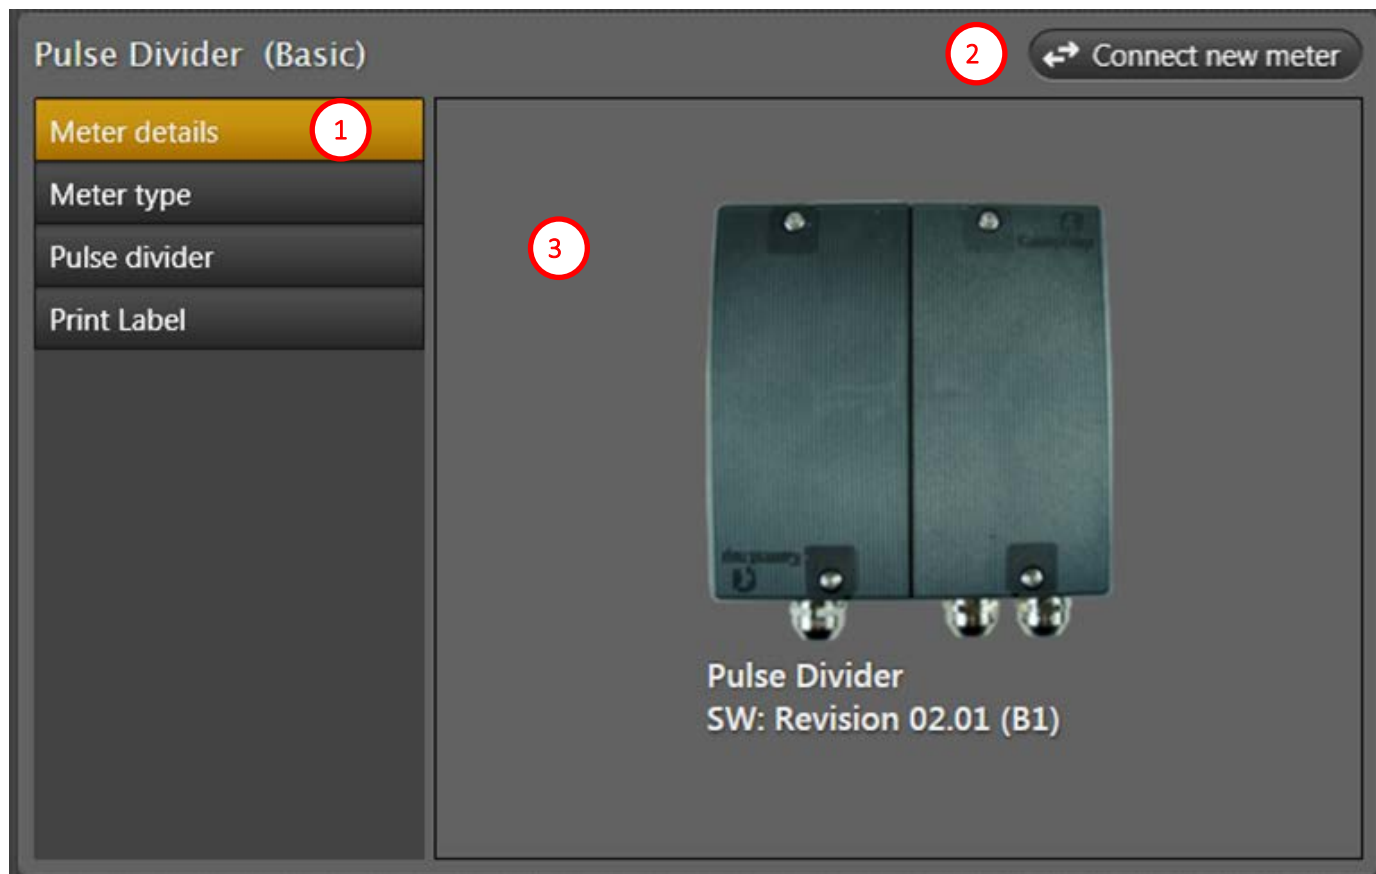 Pulse Divider (Basic)
2
Connect new meter
Meter details
1
Meter type
Pulse divider
Print Label
3
Pulse Divider
SW: Revision 02.01 (B1)